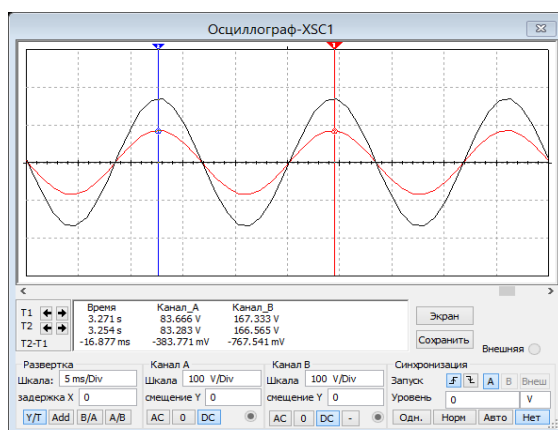 Осциллограф-XSC1
T1
T2
T2-T1
Время Канал_A Канал_B
3.271 s 83.666 V 167.333 V
3.254 s 83.283 V 166.565 V
-16.877 ms -383.771 mV -767.541 mV
Экран
Сохранить
Внешняя
Развертка
Шкала: 5 ms/Div
задержка X 0
Y/T Add B/A A/B
Канал A
Шкала 100 V/Div
смещение Y 0
AC 0 DC
Канал B
Шкала 100 V/Div
смещение Y 0
AC 0 DC -
Синхронизация
Запуск A B Внеш
Уровень 0 V
Одн. Норм Авто Нет